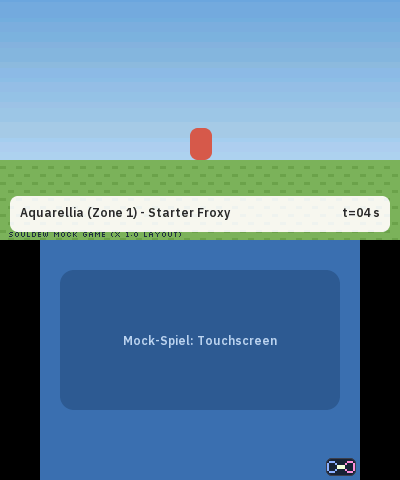 Aquarellia (Zone 1) - Starter Froxy t=04 s
SOULDEW MOCK GAME (X 1.0 LAYOUT)
Mock-Spiel: Touchscreen